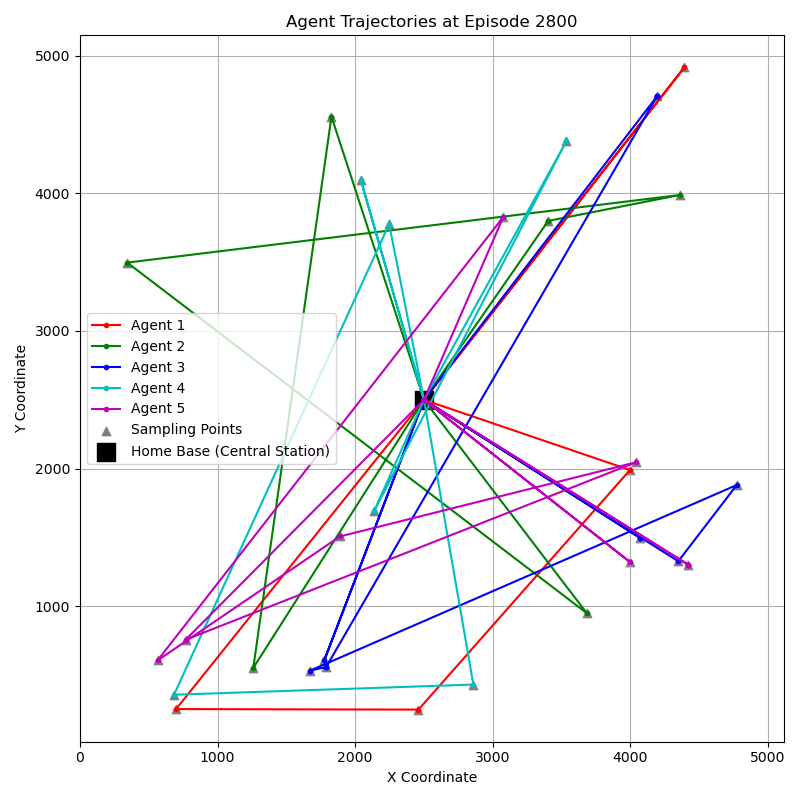 Agent Trajectories at Episode 2800
Y Coordinate
5000
4000
3000
2000
1000
Agent 1
Agent 2
Agent 3
Agent 4
Agent 5
Sampling Points
Home Base (Central Station)
0 1000 2000 3000 4000 5000
X Coordinate